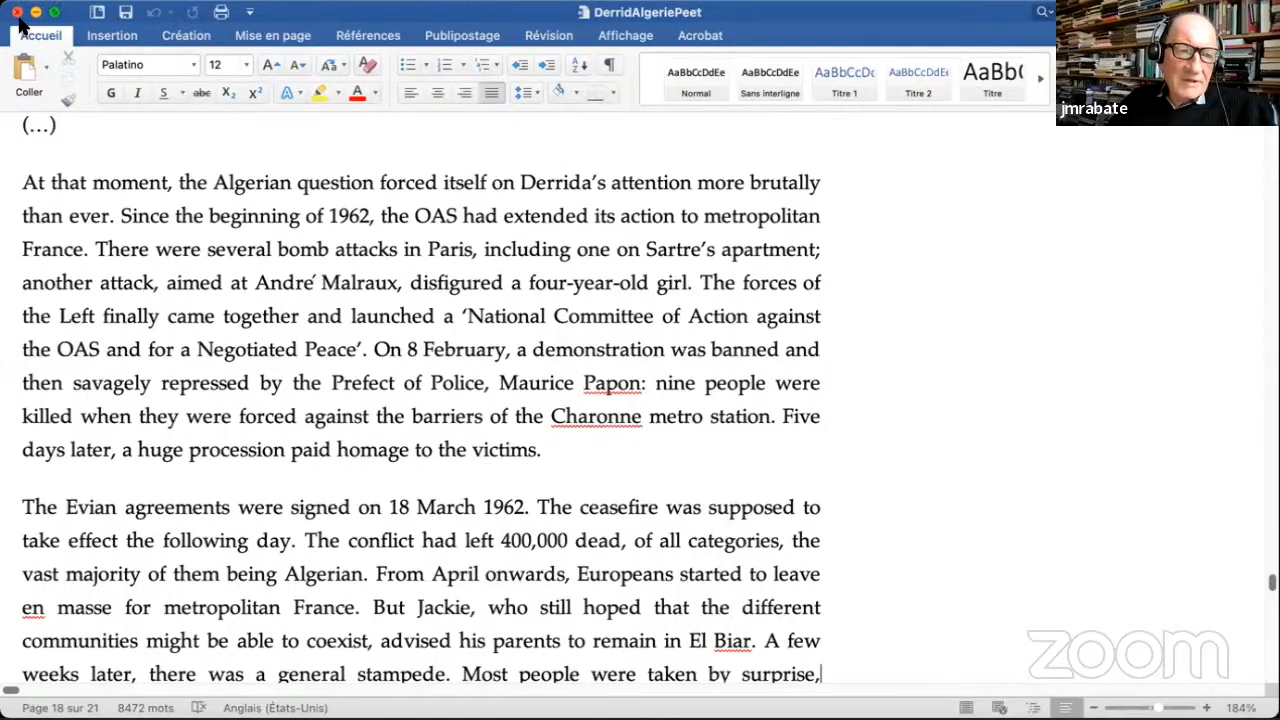 DerridAlgeriePeet
Accueil Insertion Création Mise en page Références Publipostage Révision Affichage Acrobat
Palatino 12
AaBbCcDdEe AaBbCcDdEe AaBbCcDc AaBbCcDdEe AaBb(
Coller G I S abc X₂ X² Normal Sans interligne Titre 1 Titre 2 Titre
jmrabate
(...)
At that moment, the Algerian question forced itself on Derrida's attention more brutally
than ever. Since the beginning of 1962, the OAS had extended its action to metropolitan
France. There were several bomb attacks in Paris, including one on Sartre's apartment;
another attack, aimed at André Malraux, disfigured a four-year-old girl. The forces of
the Left finally came together and launched a 'National Committee of Action against
the OAS and for a Negotiated Peace'. On 8 February, a demonstration was banned and
then savagely repressed by the Prefect of Police, Maurice Papon: nine people were
killed when they were forced against the barriers of the Charonne metro station. Five
days later, a huge procession paid homage to the victims.
The Evian agreements were signed on 18 March 1962. The ceasefire was supposed to
take effect the following day. The conflict had left 400,000 dead, of all categories, the
vast majority of them being Algerian. From April onwards, Europeans started to leave
en masse for metropolitan France. But Jackie, who still hoped that the different
communities might be able to coexist, advised his parents to remain in El Biar. A few
weeks later, there was a general stampede. Most people were taken by surprise,
zoom
Page 18 sur 21 8472 mots Anglais (États-Unis) 184%